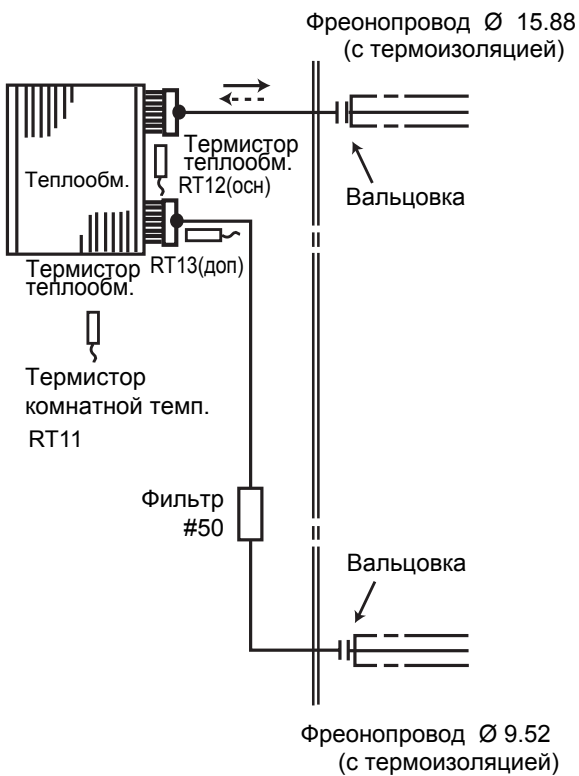 Фреонопровод Ø 15.88
(с термоизоляцией)
Термистор
теплообм.
RT12(осн)
Теплообм.
Вальцовка
Термистор
теплообм.
RT13(доп)
Термистор
комнатной темп.
RT11
Фильтр
#50
Вальцовка
Фреонопровод Ø 9.52
(с термоизоляцией)